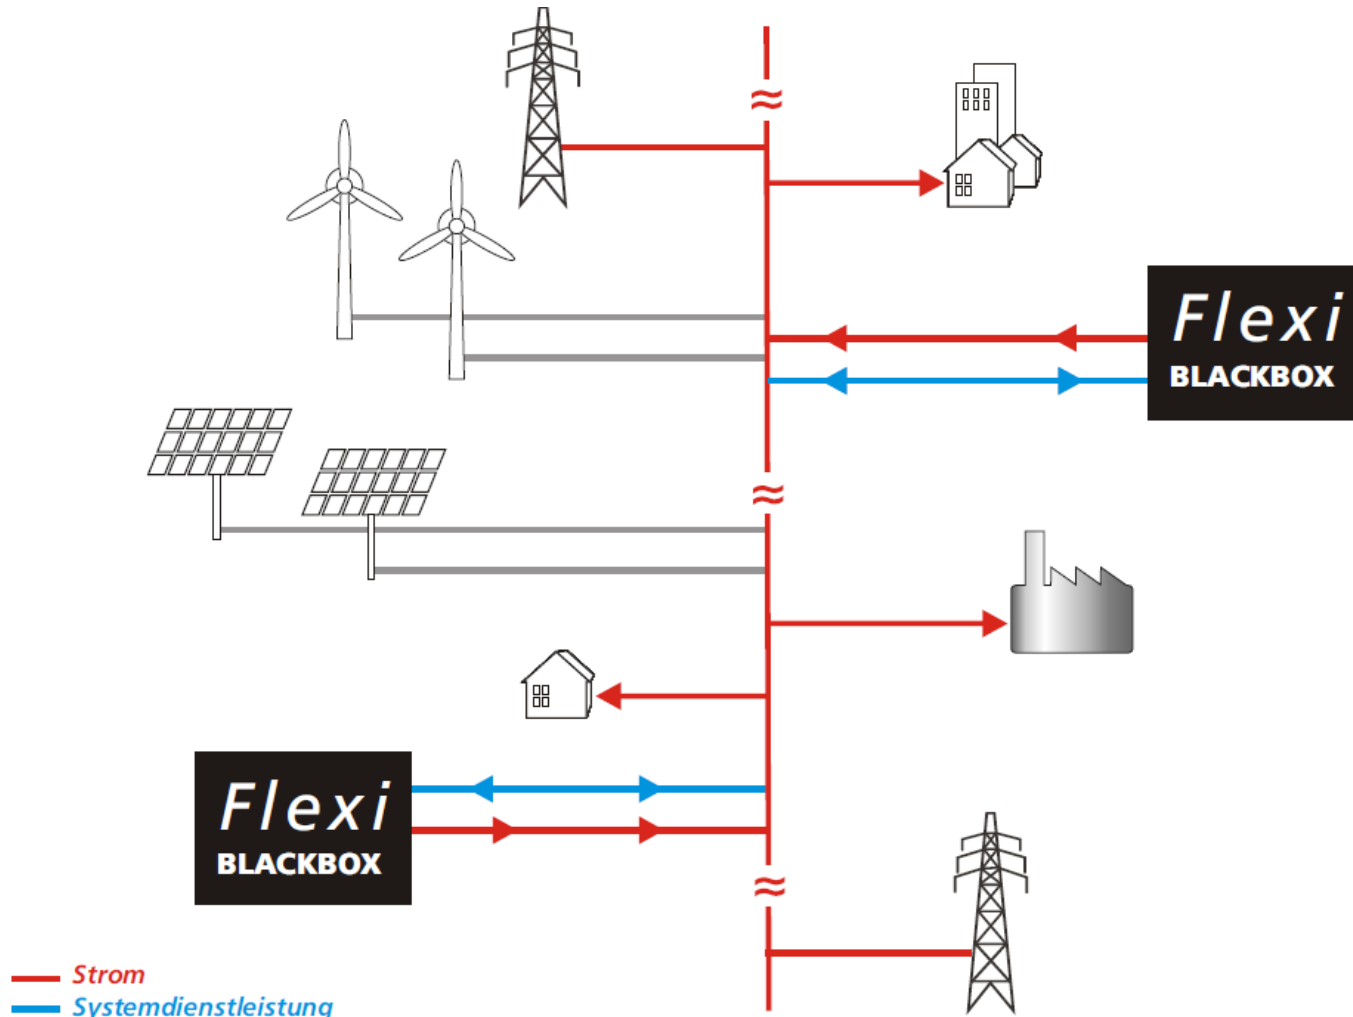 Flexi
BLACKBOX
Flexi
BLACKBOX
Strom
Systemdienstleistung